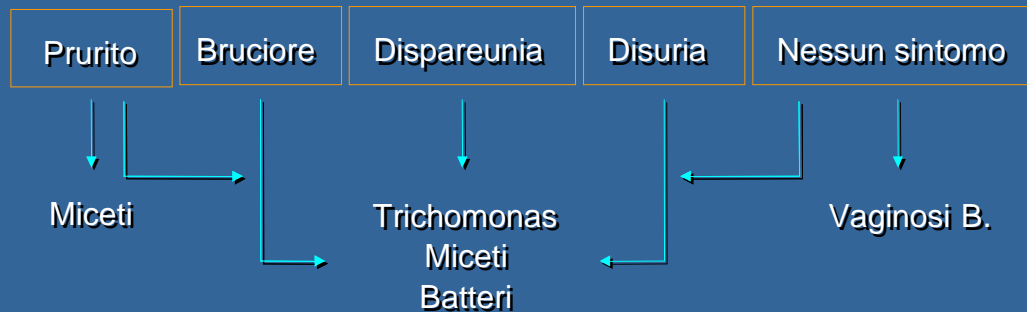 Prurito Bruciore Dispareunia Disuria Nessun sintomo
Miceti Trichomonas Vaginosi B.
Miceti
Batteri